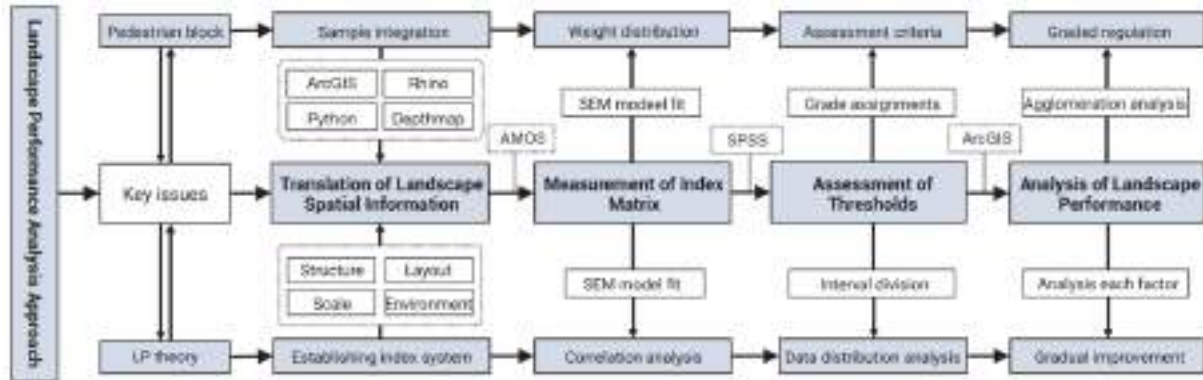 Landscape Performance Analysis Approach
Pedestrian block
Sample integration
Weight distribution
Assessment criteria
Graded regulation
ArcGIS
Rhino
Python
Depthmap
SEM modeel fit
Grade assignments
Agglomeration analysis
AMOS
SPSS
ArcGIS
Key issues
Translation of Landscape
Spatial Information
Measurement of Index
Matrix
Assessment of
Thresholds
Analysis of Landscape
Performance
Structure
Layout
Scale
Environment
SEM model fit
Interval division
Analysis each factor
LP theory
Establishing index system
Correlation analysis
Data distribution analysis
Gradual improvement